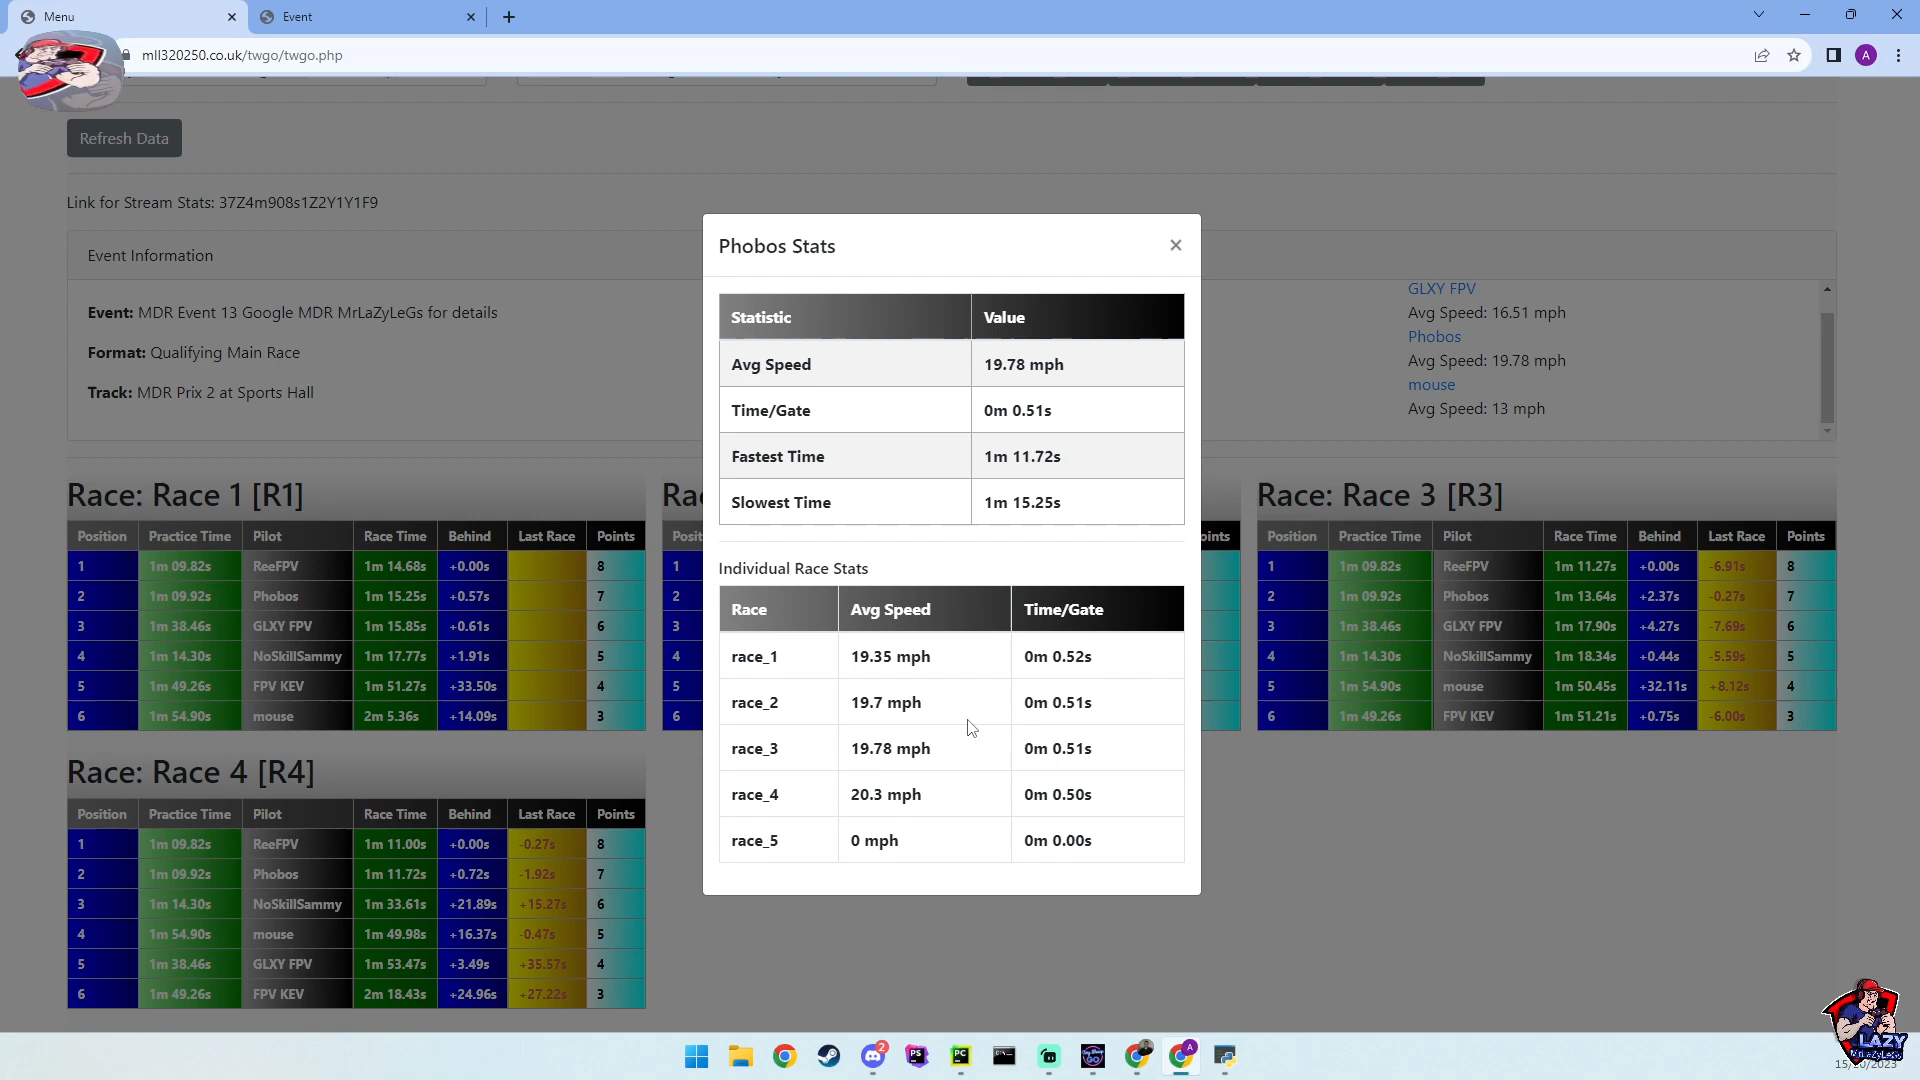 Menu
Event
mll320250.co.uk/twgo/twgo.php
A
Refresh Data
Link for Stream Stats: 37Z4m908s1Z2Y1Y1F9
Event Information
Event: MDR Event 13 Google MDR MrLaZyLeGs for details
Format: Qualifying Main Race
Track: MDR Prix 2 at Sports Hall
GLXY FPV
Avg Speed: 16.51 mph
Phobos
Avg Speed: 19.78 mph
mouse
Avg Speed: 13 mph
Phobos Stats
×
Statistic Value
Avg Speed 19.78 mph
Time/Gate 0m 0.51s
Fastest Time 1m 11.72s
Slowest Time 1m 15.25s
Individual Race Stats
Race Avg Speed Time/Gate
race_1 19.35 mph 0m 0.52s
race_2 19.7 mph 0m 0.51s
race_3 19.78 mph 0m 0.51s
race_4 20.3 mph 0m 0.50s
race_5 0 mph 0m 0.00s
Race: Race 1 [R1]
Position Practice Time Pilot Race Time Behind Last Race Points
1 1m 09.82s ReeFPV 1m 14.68s +0.00s 8
2 1m 09.92s Phobos 1m 15.25s +0.57s 7
3 1m 38.46s GLXY FPV 1m 15.85s +0.61s 6
4 1m 14.30s NoSkillSammy 1m 17.77s +1.91s 5
5 1m 49.26s FPV KEV 1m 51.27s +33.50s 4
6 1m 54.90s mouse 2m 5.36s +14.09s 3
1
2
3
4
5
6
Race: Race 3 [R3]
Position Practice Time Pilot Race Time Behind Last Race Points
1 1m 09.82s ReeFPV 1m 11.27s +0.00s -6.91s 8
2 1m 09.92s Phobos 1m 13.64s +2.37s -0.27s 7
3 1m 38.46s GLXY FPV 1m 17.90s +4.27s -7.69s 6
4 1m 14.30s NoSkillSammy 1m 18.34s +0.44s -5.59s 5
5 1m 54.90s mouse 1m 50.45s +32.11s +8.12s 4
6 1m 49.26s FPV KEV 1m 51.21s +0.75s -6.00s 3
Race: Race 4 [R4]
Position Practice Time Pilot Race Time Behind Last Race Points
1 1m 09.82s ReeFPV 1m 11.00s +0.00s -0.27s 8
2 1m 09.92s Phobos 1m 11.72s +0.72s -1.92s 7
3 1m 14.30s NoSkillSammy 1m 33.61s +21.89s +15.27s 6
4 1m 54.90s mouse 1m 49.98s +16.37s -0.47s 5
5 1m 38.46s GLXY FPV 1m 53.47s +3.49s +35.57s 4
6 1m 49.26s FPV KEV 2m 18.43s +24.96s +27.22s 3
2
PS
PC
A
LAZY
MrLaZyLeGs